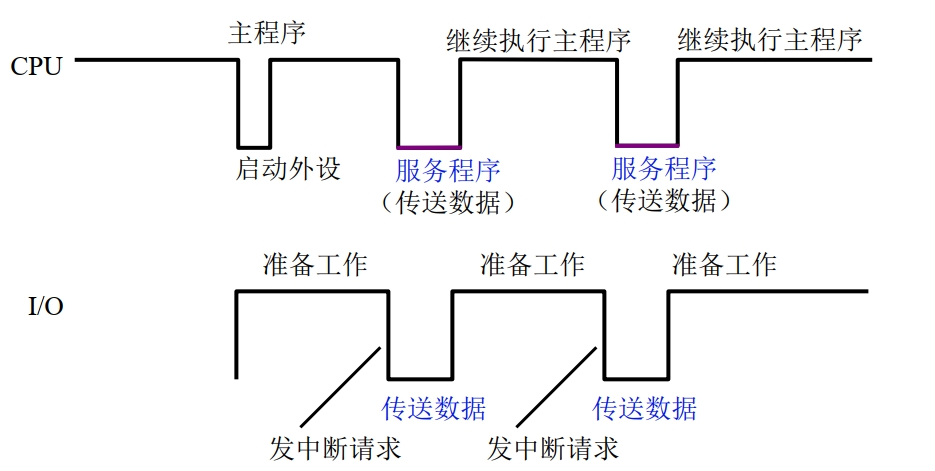 主程序
继续执行主程序
继续执行主程序
CPU
启动外设
服务程序
（传送数据）
服务程序
（传送数据）
准备工作
准备工作
准备工作
I/O
传送数据
传送数据
发中断请求
发中断请求